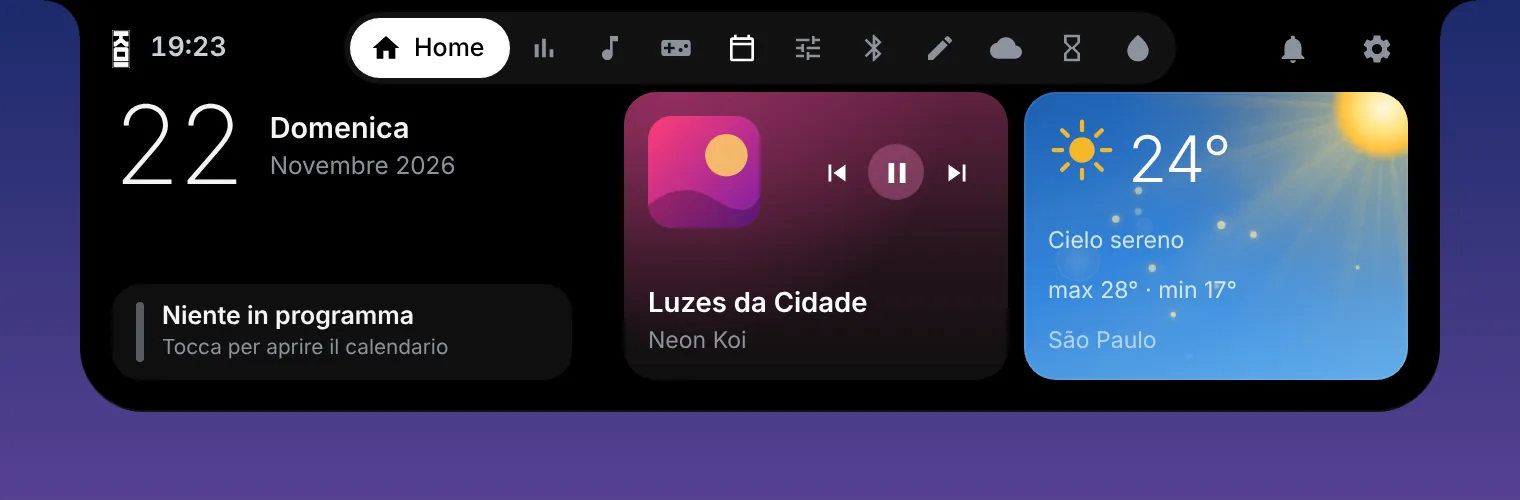 KOI
19:23
Home
22
Domenica
Novembre 2026
Niente in programma
Tocca per aprire il calendario
Luzes da Cidade
Neon Koi
24°
Cielo sereno
max 28° · min 17°
São Paulo